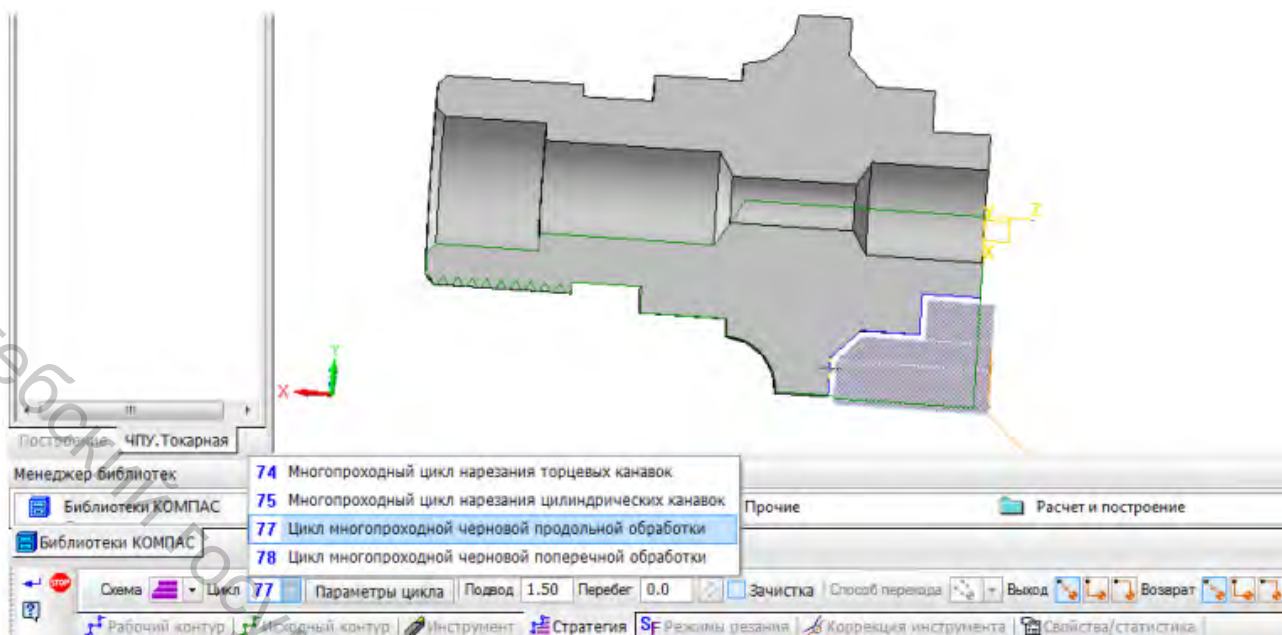 Y Z
X
Y
X
Построение ЧПУ.Токарная
Менеджер библиотек
74 Многопроходный цикл нарезания торцевых канавок
75 Многопроходный цикл нарезания цилиндрических канавок
77 Цикл многопроходной черновой продольной обработки
78 Цикл многопроходной черновой поперечной обработки
Библиотеки КОМПАС Прочие Расчет и построение
Библиотеки КОМПАС
STOP Схема Цикл 77 Параметры цикла Подвод 1.50 Перебег 0.0 Зачистка Способ перехода Выход Возврат
Рабочий контур Исходный контур Инструмент Стратегия SF Режимы резания Коррекция инструмента Свойства/статистика